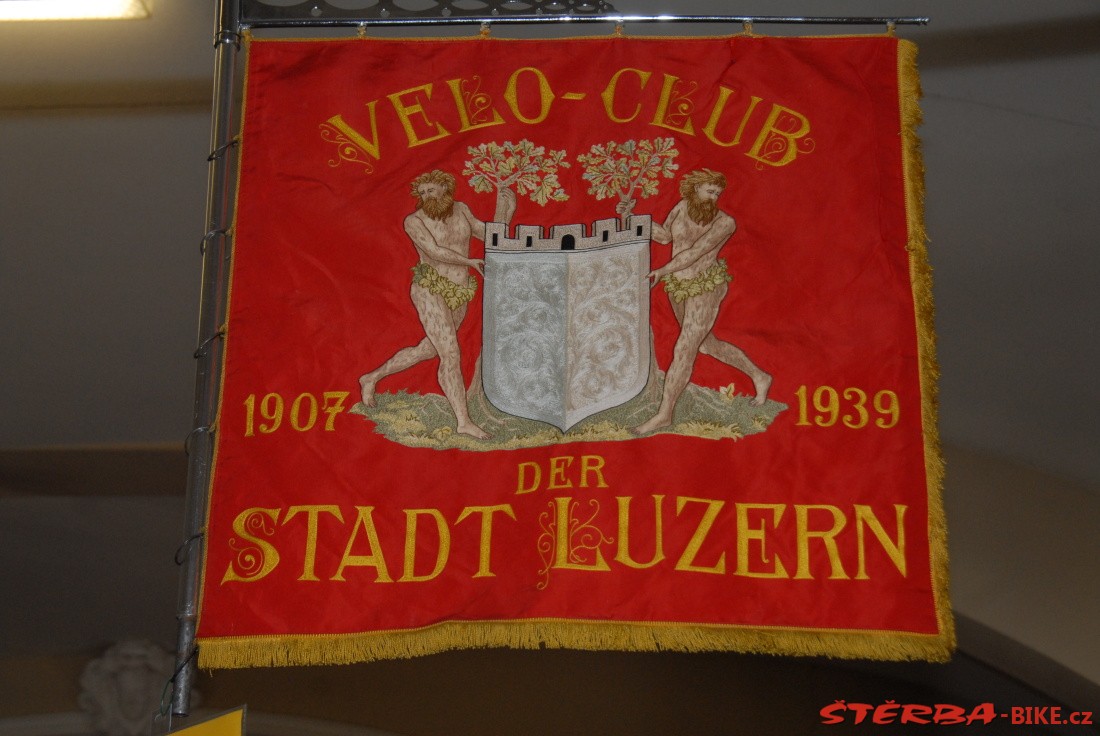 VELO-CLUB
1907 1939
DER
STADT LUZERN
ŠTĚRBA-BIKE.cz